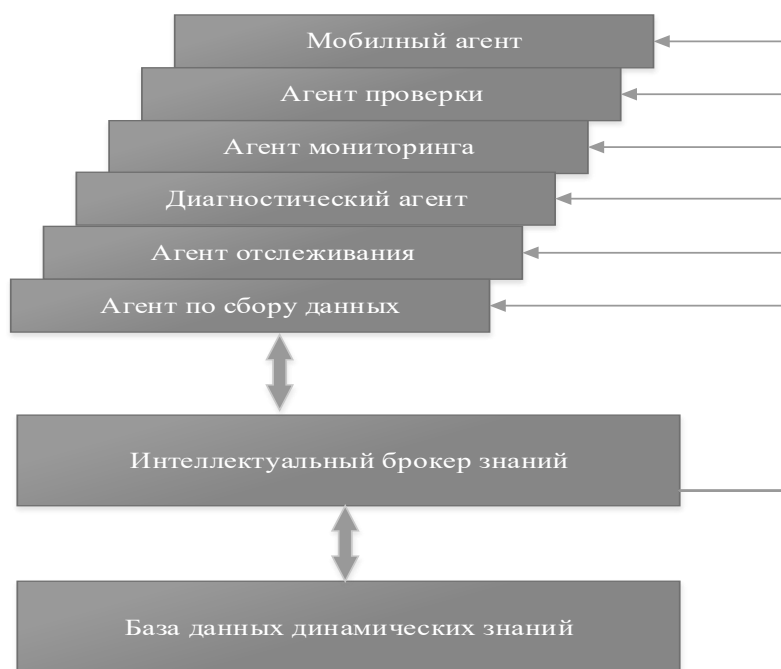 Мобилный агент
Агент проверки
Агент мониторинга
Диагностический агент
Агент отслеживания
Агент по сбору данных
Интеллектуальный брокер знаний
База данных динамических знаний